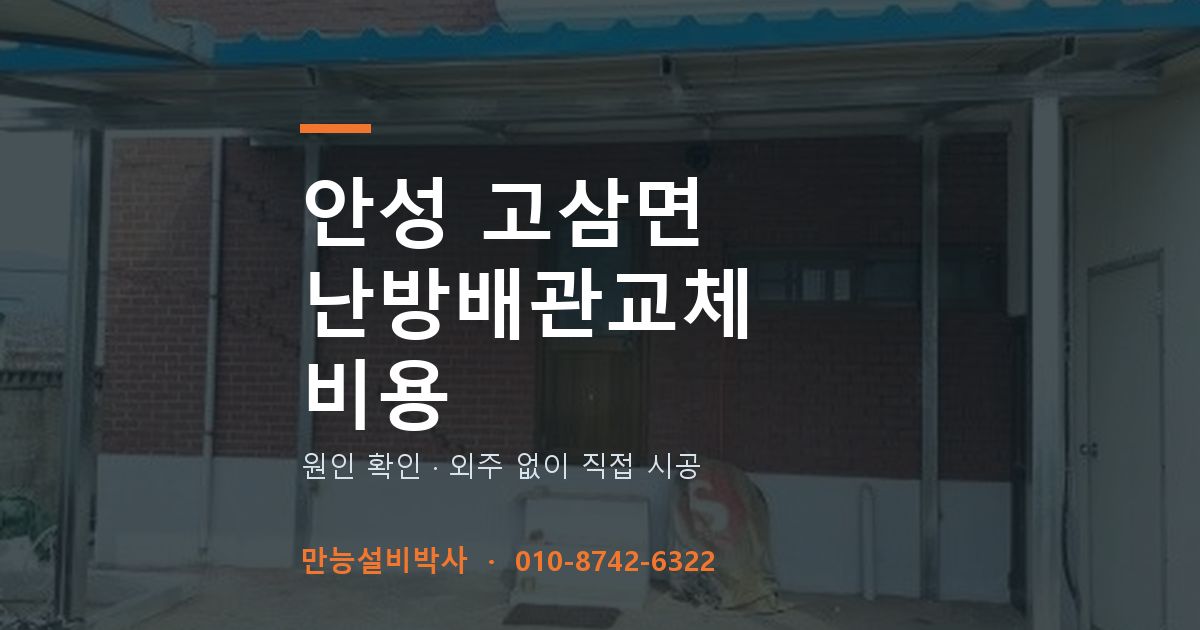 안성 고삼면
난방배관교체
비용
원인 확인 · 외주 없이 직접 시공
만능설비박사 · 010-8742-6322
S